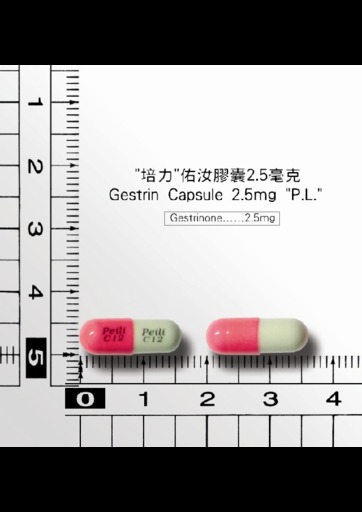 "培力"佑汝膠囊2.5毫克
Gestrin Capsule 2.5mg "P.L."
Gestrinone......2.5mg
1
2
3
4
5
Peili Peili
C12 C12
0 1 2 3 4